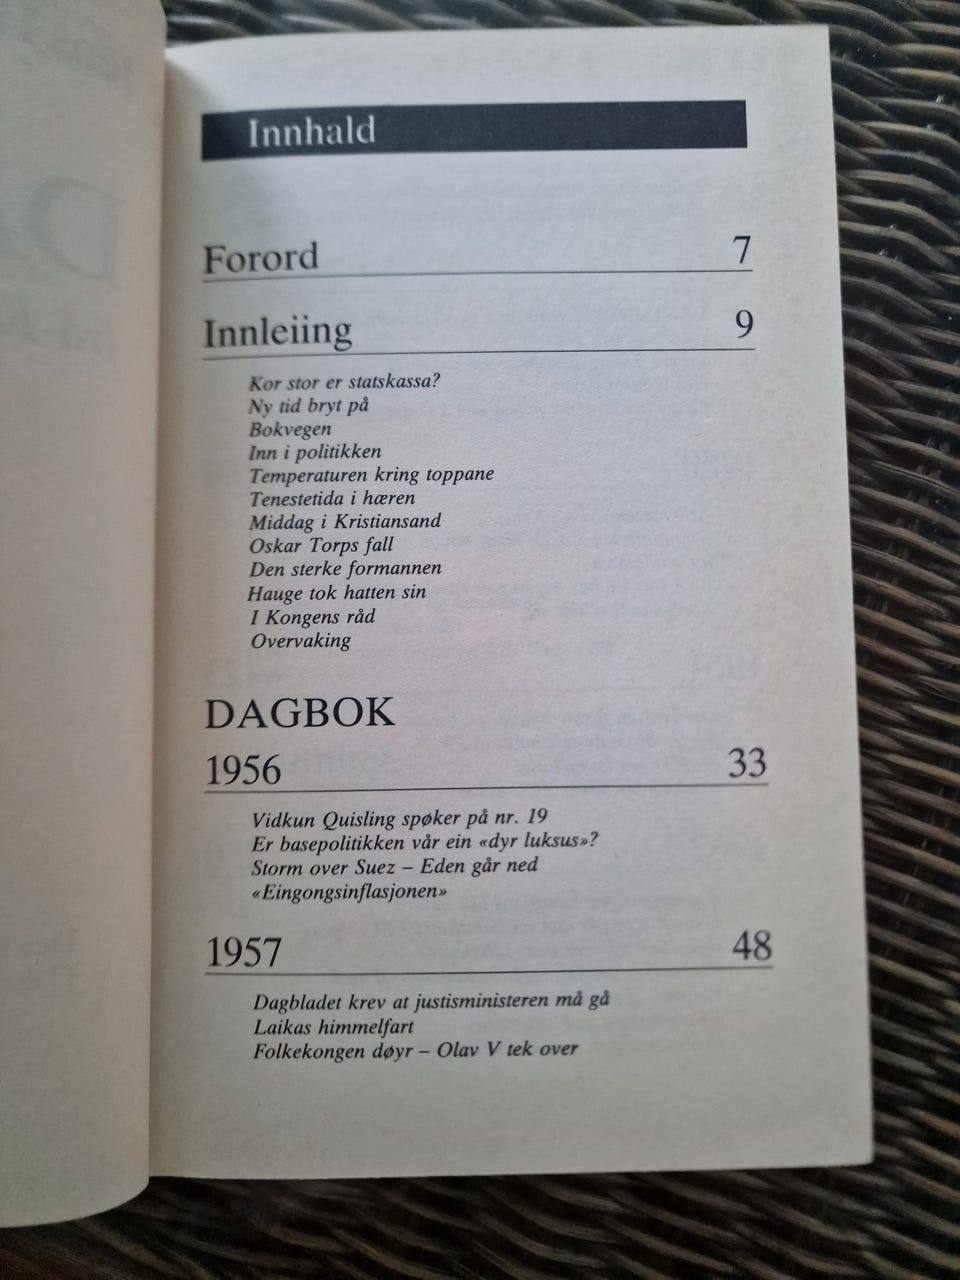 Innhald
Forord 7
Innleiing 9
Kor stor er statskassa?
Ny tid bryt på
Bokvegen
Inn i politikken
Temperaturen kring toppane
Tenestetida i hæren
Middag i Kristiansand
Oskar Torps fall
Den sterke formannen
Hauge tok hatten sin
I Kongens råd
Overvaking
DAGBOK
1956 33
Vidkun Quisling spøker på nr. 19
Er basepolitikken vår ein «dyr luksus»?
Storm over Suez – Eden går ned
«Eingongsinflasjonen»
1957 48
Dagbladet krev at justisministeren må gå
Laikas himmelfart
Folkekongen døyr – Olav V tek over